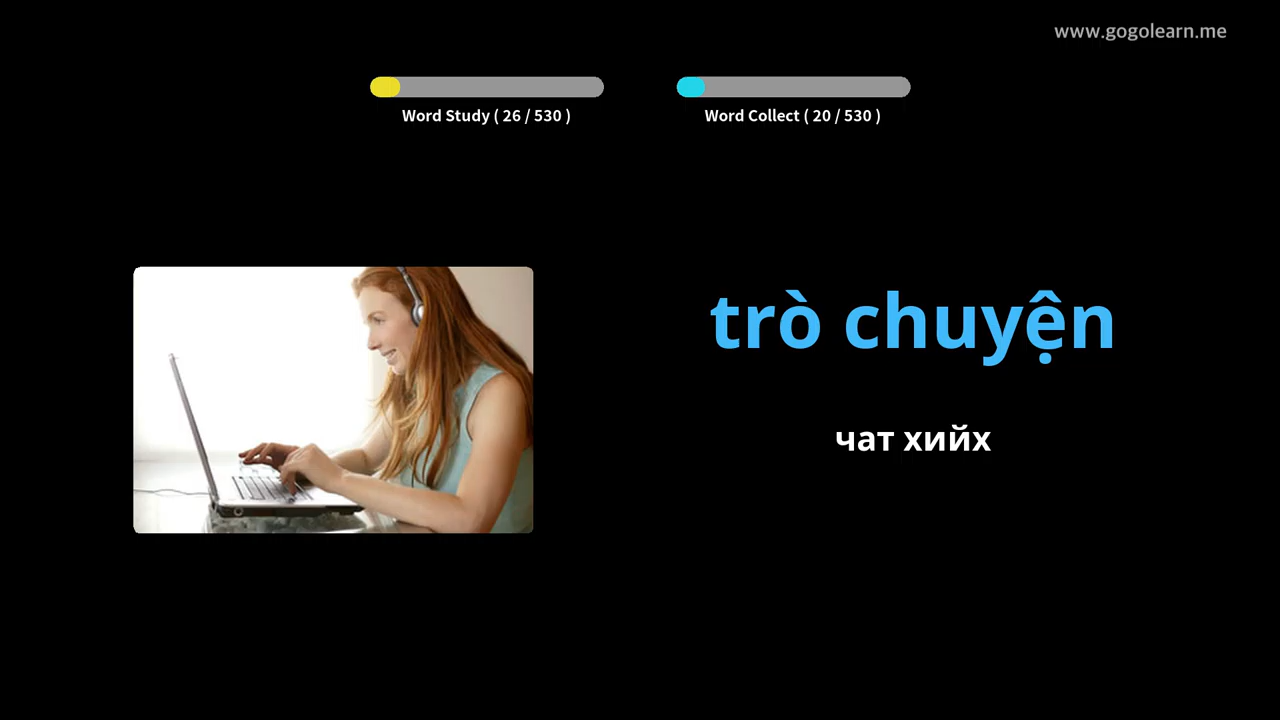 www.gogolearn.me
Word Study ( 26 / 530 )
Word Collect ( 20 / 530 )
trò chuyện
чат хийх